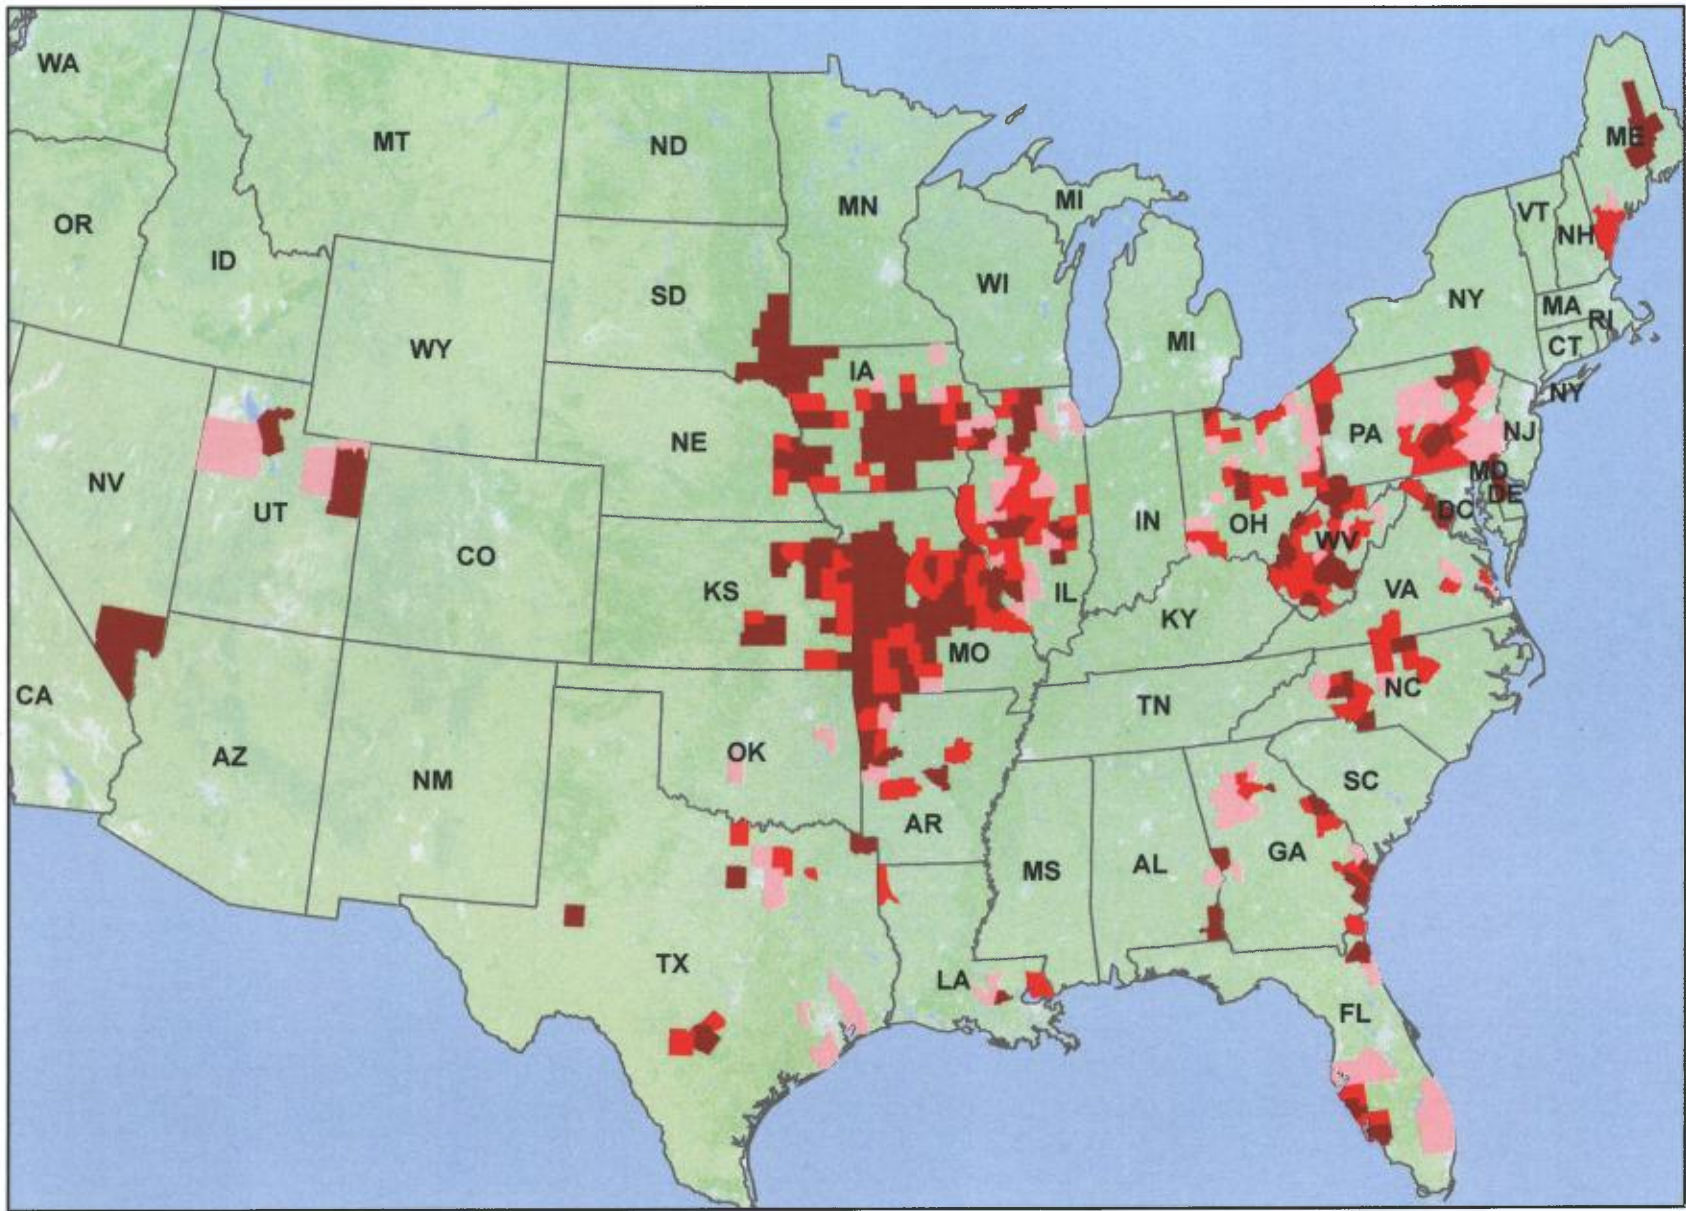 WA
MT
ND
ME
MN
MI
OR
VT
NH
ID
SD
WI
NY
MA
RI
WY
MI
CT
IA
NY
NE
PA
NJ
NV
MD
DE
UT
DC
IN
OH
CO
WV
KS
IL
VA
KY
MO
CA
NC
TN
OK
AZ
NM
SC
AR
GA
MS
AL
TX
LA
FL